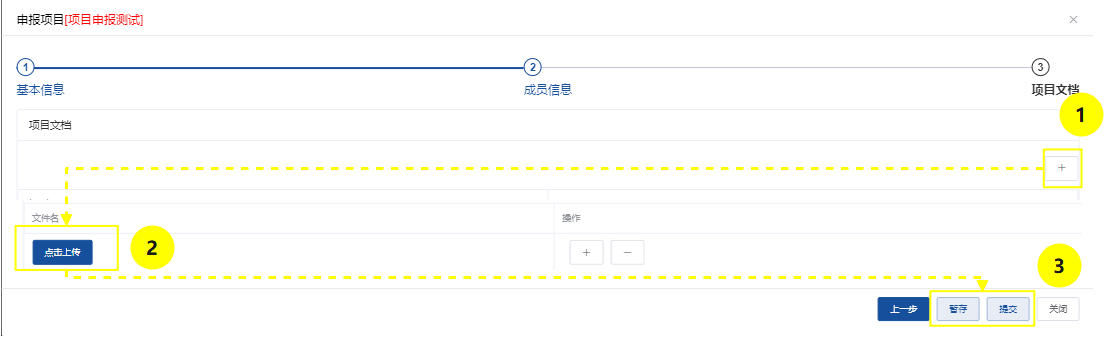 申报项目[项目申报测试]
×
1 2 3
基本信息 成员信息 项目文档
1
项目文档
+
文件名 操作
点击上传 + −
2
3
上一步 暂存 提交 关闭